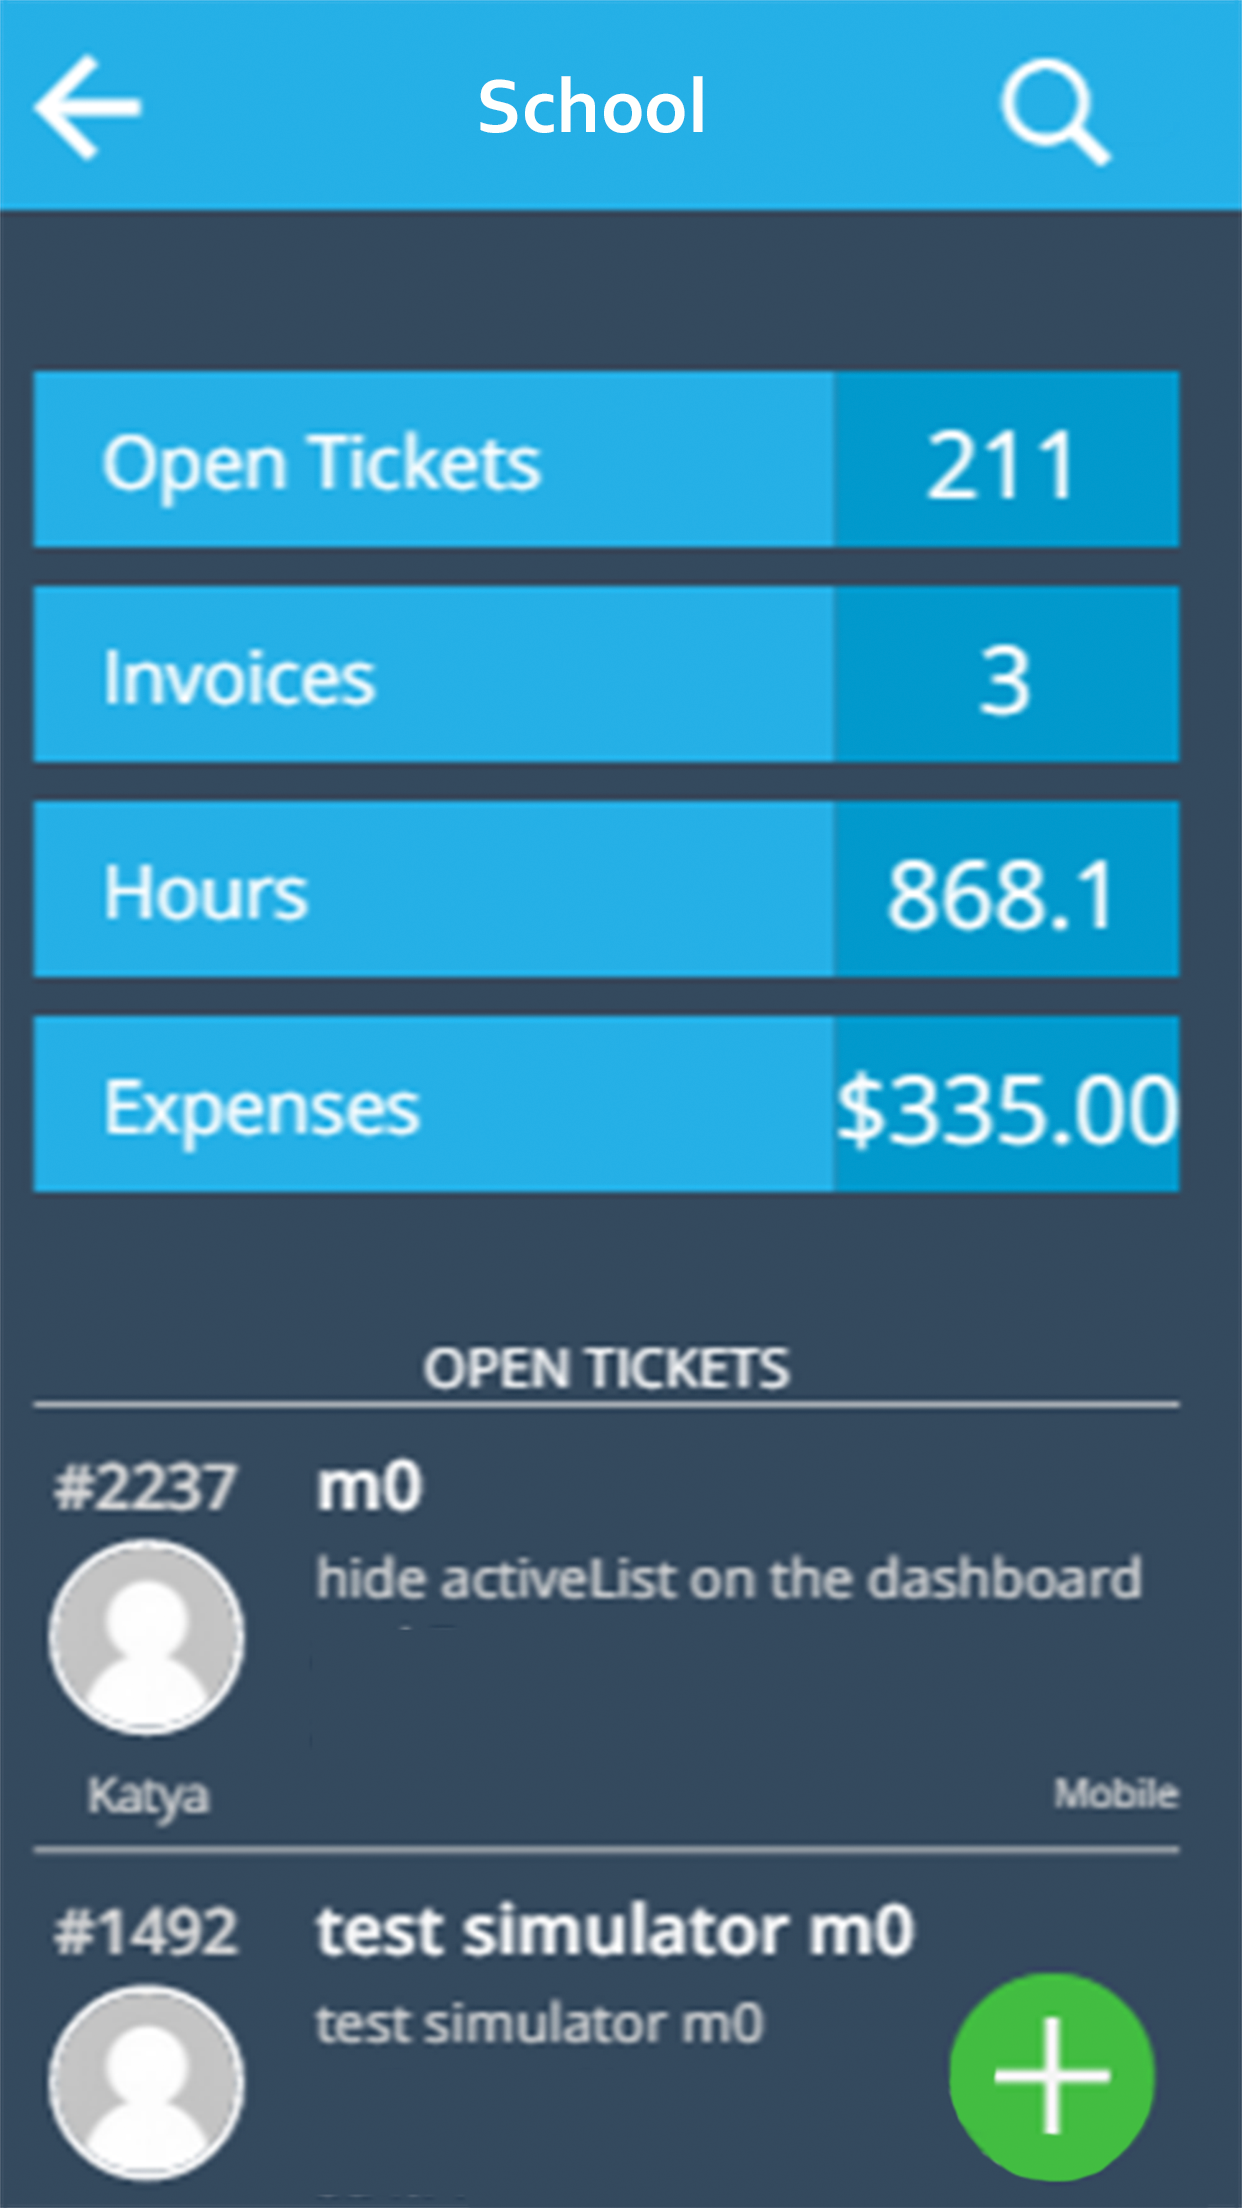 School
Open Tickets 211
Invoices 3
Hours 868.1
Expenses $335.00
OPEN TICKETS
#2237 m0
hide activeList on the dashboard
Katya Mobile
#1492 test simulator m0
test simulator m0